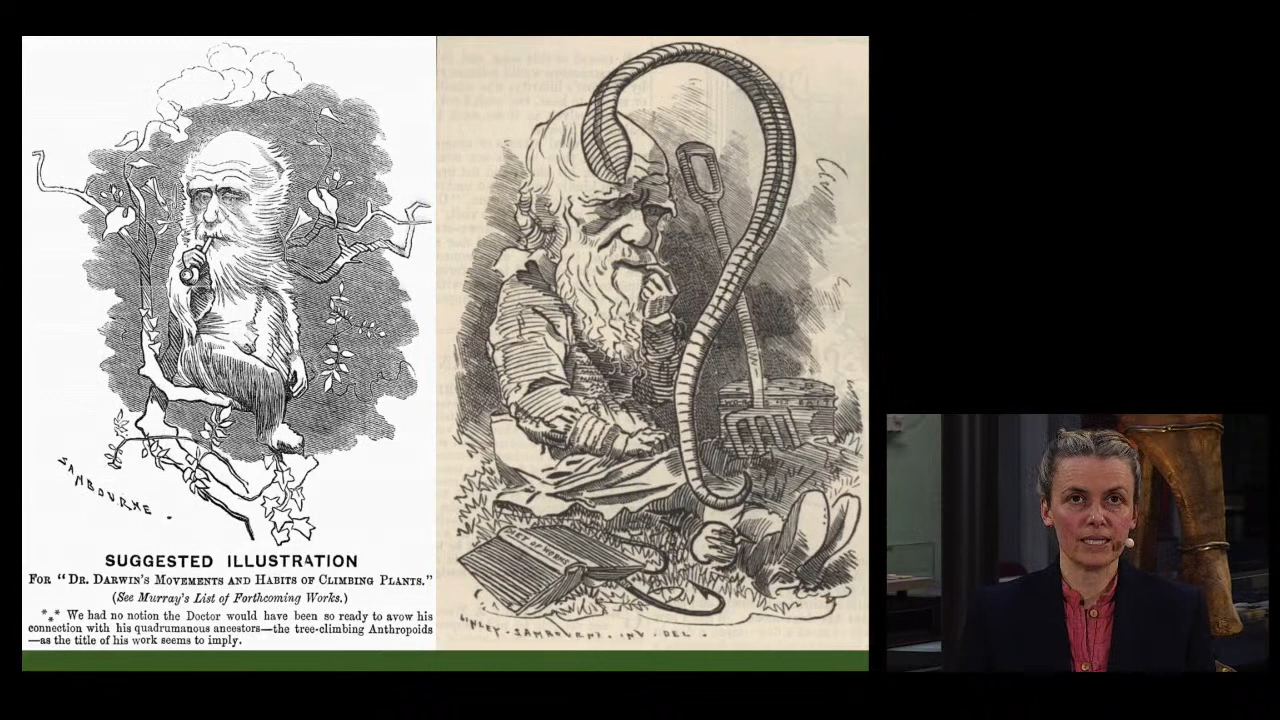 SAMBOURNE.
SUGGESTED ILLUSTRATION
FOR "DR. DARWIN'S MOVEMENTS AND HABITS OF CLIMBING PLANTS."
(See Murray's List of Forthcoming Works.)
*** We had no notion the Doctor would have been so ready to avow his
connection with his quadrumanous ancestors—the tree-climbing Anthropoids
—as the title of his work seems to imply.
LINLEY · SAMBOURNE · INV · DEL ·